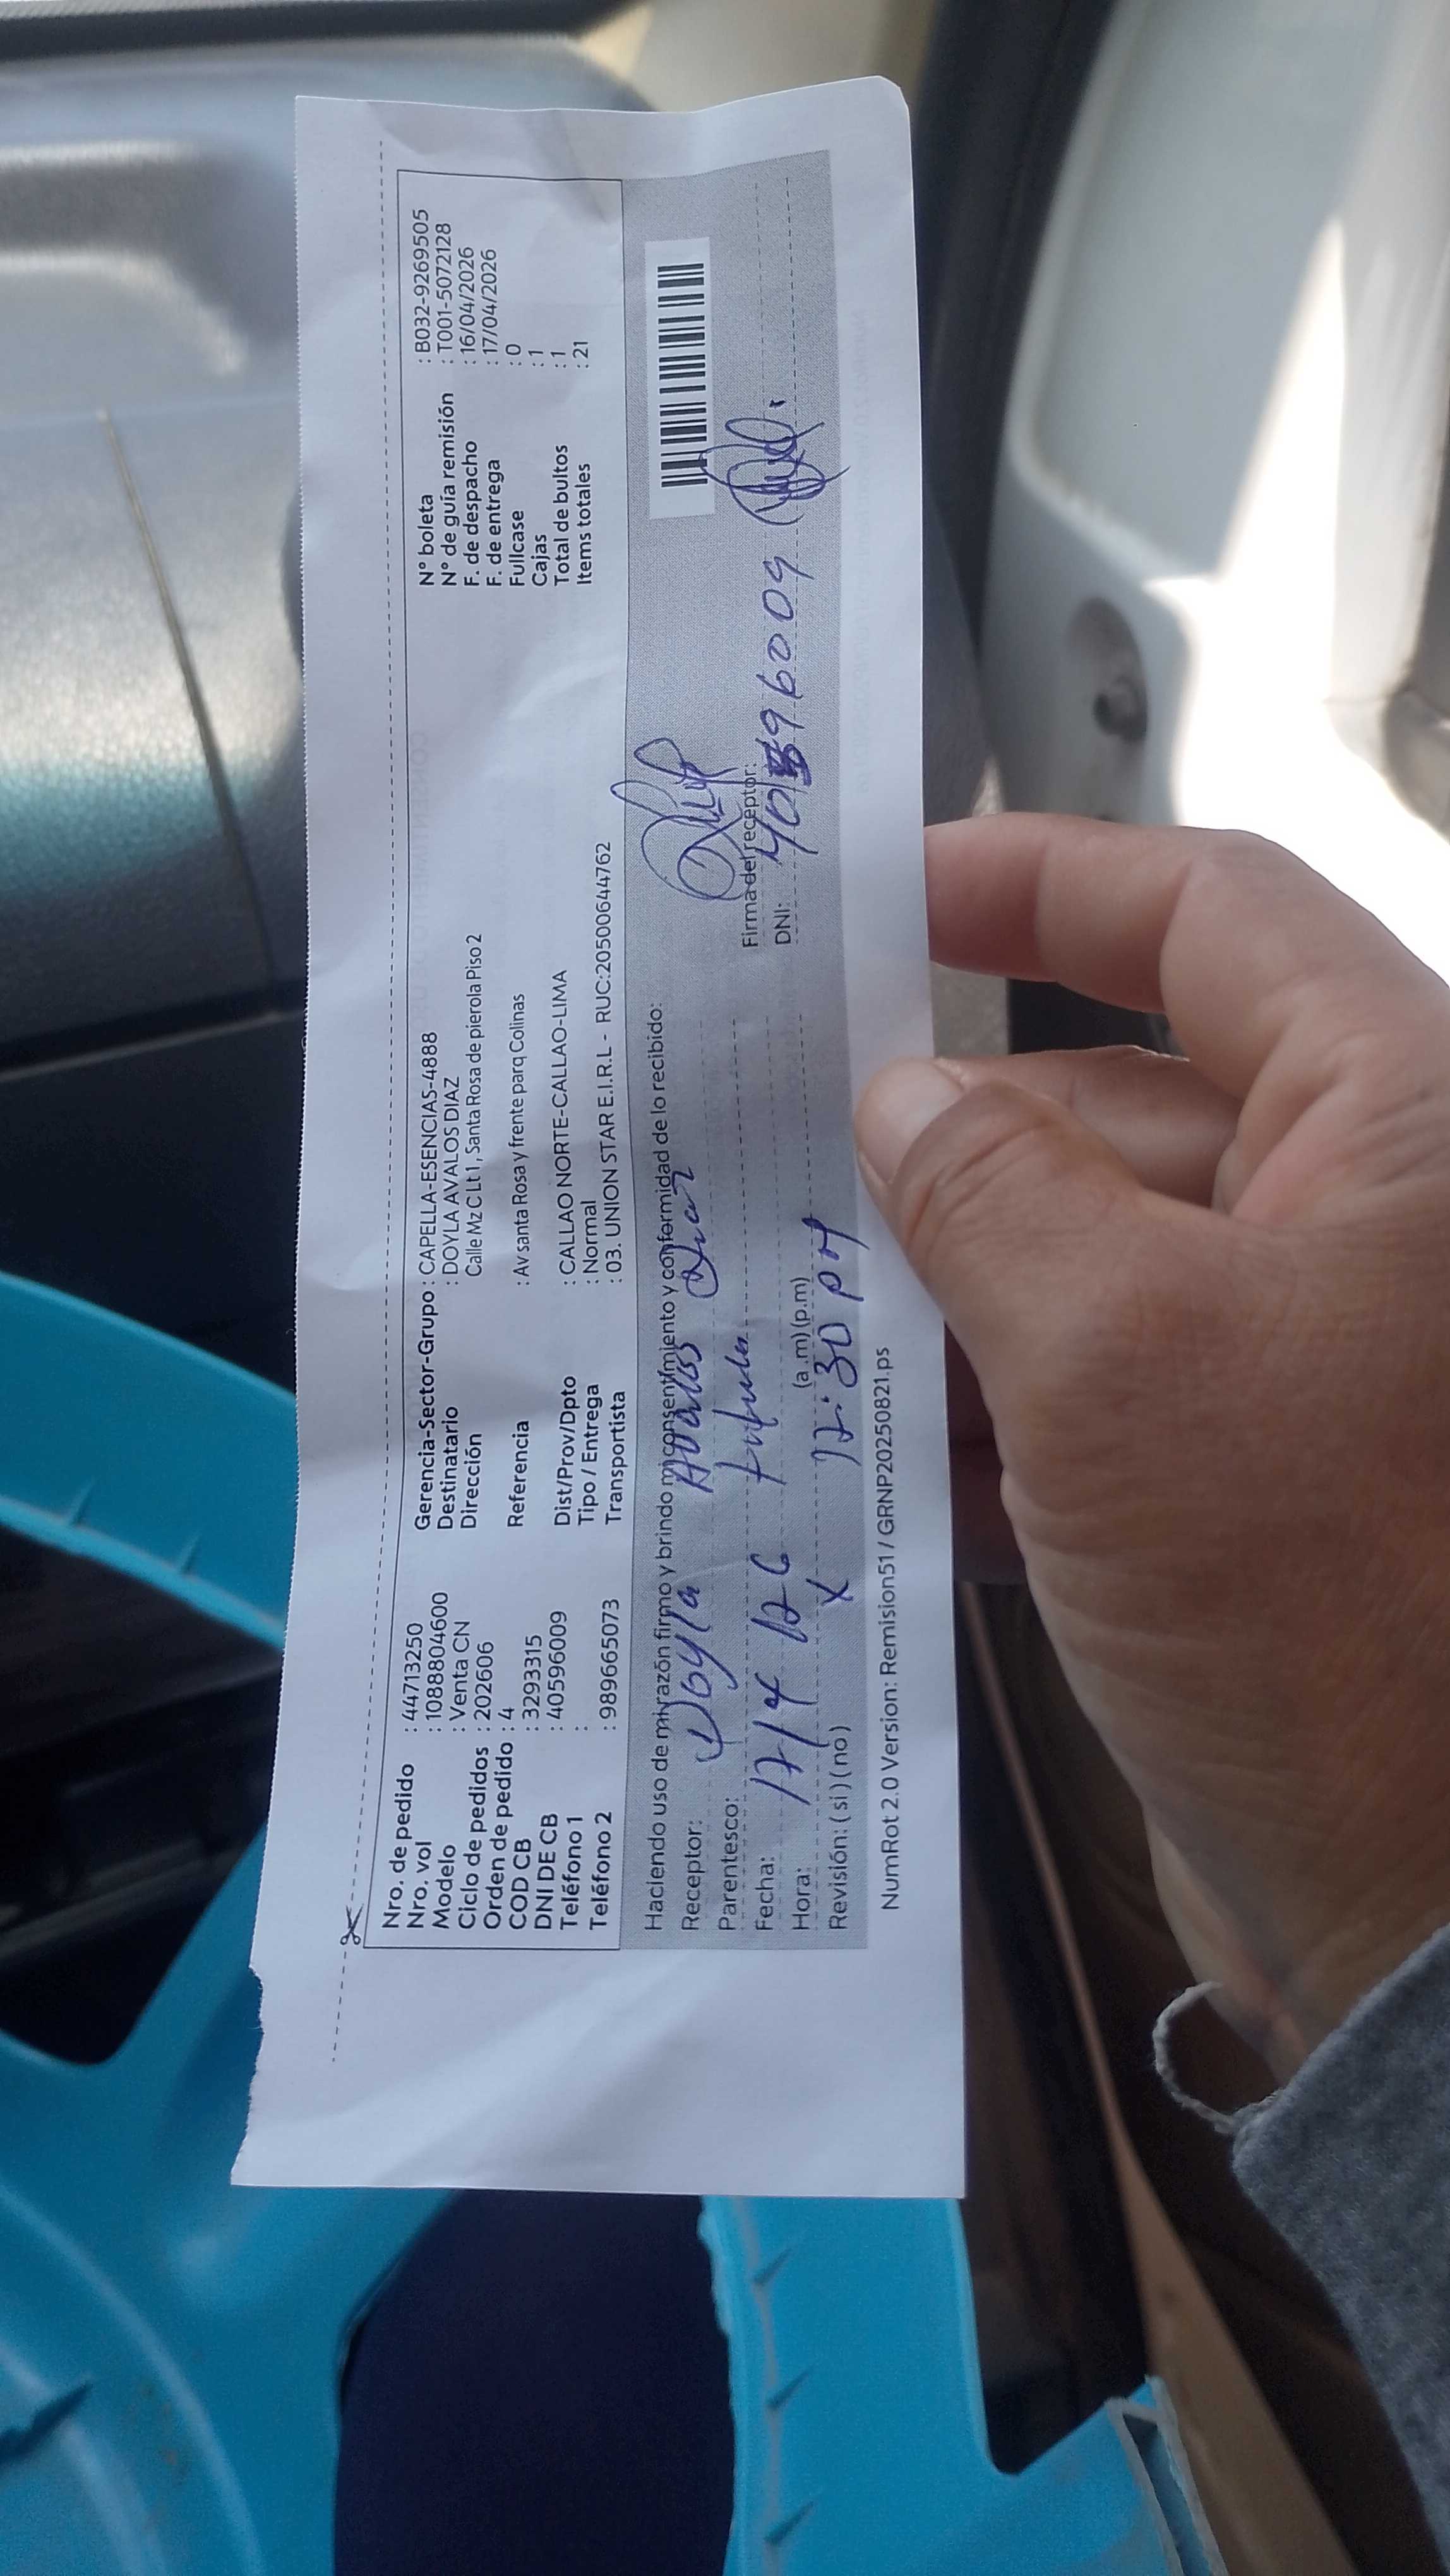 Nro. de pedido : 44713250
Nro. vol : 1088804600
Modelo : Venta CN
Ciclo de pedidos : 202606
Orden de pedido : 4
COD CB : 3293315
DNI DE CB : 40596009
Teléfono 1 :
Teléfono 2 : 989665073
Gerencia-Sector-Grupo : CAPELLA-ESENCIAS-4888
Destinatario : DOYLA AVALOS DIAZ
Dirección Calle Mz C Lt 1, Santa Rosa de pierola Piso 2
Referencia : Av santa Rosa y frente parq Colinas
Dist/Prov/Dpto : CALLAO NORTE-CALLAO-LIMA
Tipo / Entrega : Normal
Transportista : 03. UNION STAR E.I.R.L - RUC:20500644762
N° boleta : B032-9269505
N° de guía remisión : T001-5072128
F. de despacho : 16/04/2026
F. de entrega : 17/04/2026
Fullcase : 0
Cajas : 1
Total de bultos : 1
Items totales : 21
Haciendo uso de mi razón firmo y brindo mi consentimiento y conformidad de lo recibido:
Receptor: Doyla Avalos Diaz
Parentesco: titular
Fecha: 17/4
Hora: 12:30 PM (a.m) (p.m)
Revisión: ( si ) ( no ) X
Firma del receptor:
DNI: 40596009
NumRot 2.0 Version: Remision51 / GRNP20250821.ps